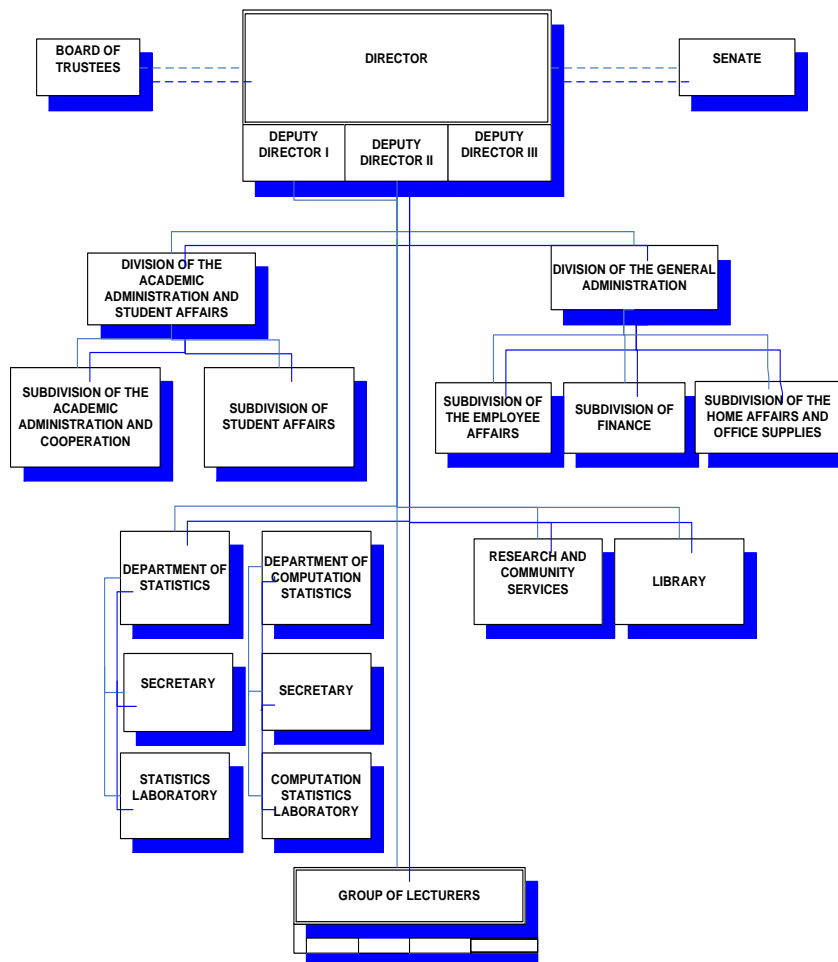 BOARD OF
TRUSTEES
DIRECTOR
SENATE
DEPUTY
DIRECTOR I
DEPUTY
DIRECTOR II
DEPUTY
DIRECTOR III
DIVISION OF THE
ACADEMIC
ADMINISTRATION AND
STUDENT AFFAIRS
DIVISION OF THE GENERAL
ADMINISTRATION
SUBDIVISION OF THE
ACADEMIC
ADMINISTRATION AND
COOPERATION
SUBDIVISION OF
STUDENT AFFAIRS
SUBDIVISION OF
THE EMPLOYEE
AFFAIRS
SUBDIVISION OF
FINANCE
SUBDIVISION OF THE
HOME AFFAIRS AND
OFFICE SUPPLIES
DEPARTMENT OF
STATISTICS
DEPARTMENT OF
COMPUTATION
STATISTICS
RESEARCH AND
COMMUNITY
SERVICES
LIBRARY
SECRETARY
SECRETARY
STATISTICS
LABORATORY
COMPUTATION
STATISTICS
LABORATORY
GROUP OF LECTURERS